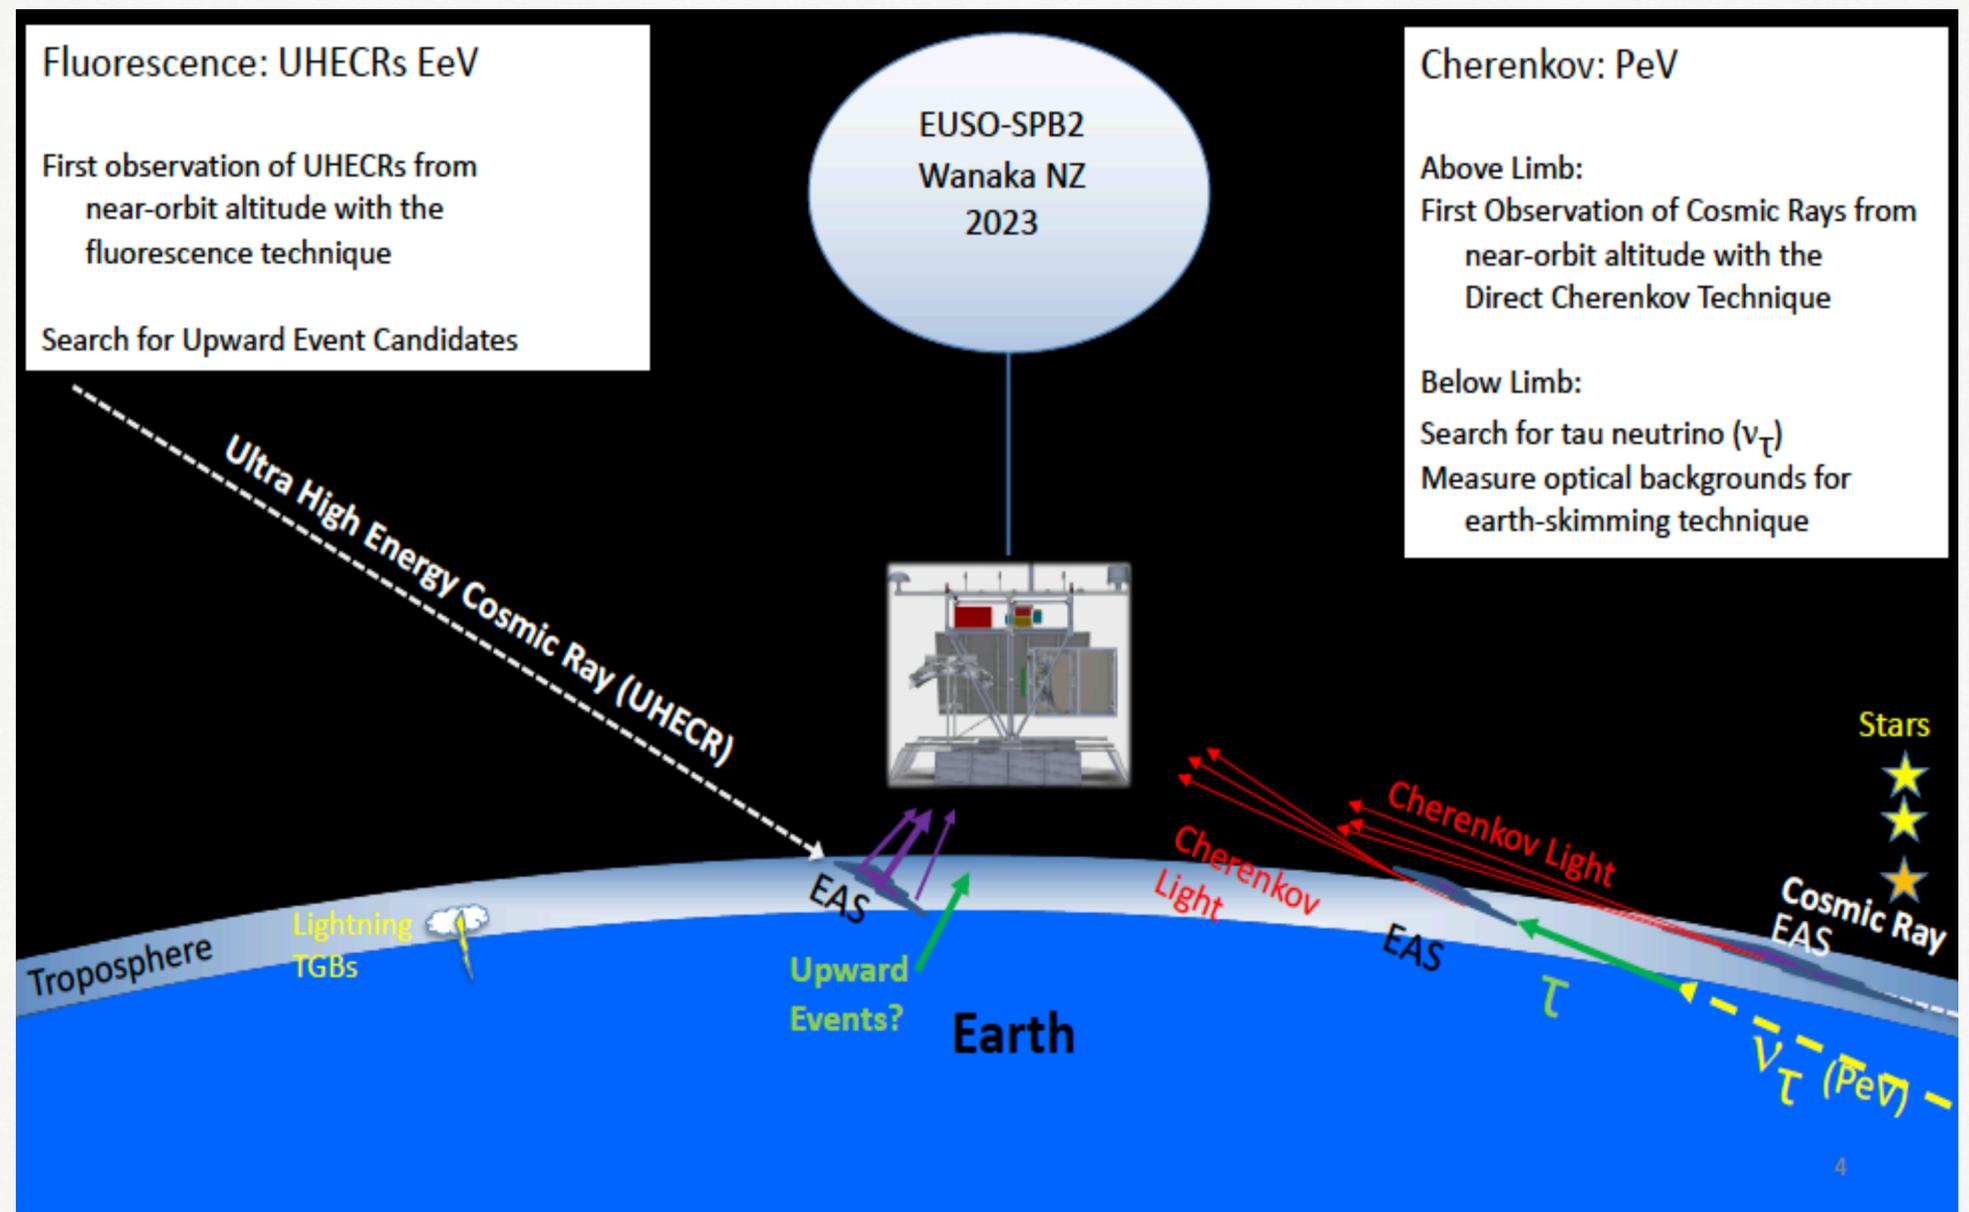 Fluorescence: UHECRs EeV
First observation of UHECRs from
near-orbit altitude with the
fluorescence technique
Search for Upward Event Candidates
EUSO-SPB2
Wanaka NZ
2023
Cherenkov: PeV
Above Limb:
First Observation of Cosmic Rays from
near-orbit altitude with the
Direct Cherenkov Technique
Below Limb:
Search for tau neutrino (ντ)
Measure optical backgrounds for
earth-skimming technique
Ultra High Energy Cosmic Ray (UHECR)
Stars
Cherenkov Light
Cherenkov
Light
Cosmic Ray
EAS
EAS
EAS
Lightning
TGBs
Troposphere
Upward
Events?
Earth
τ
ντ (PeV)
4